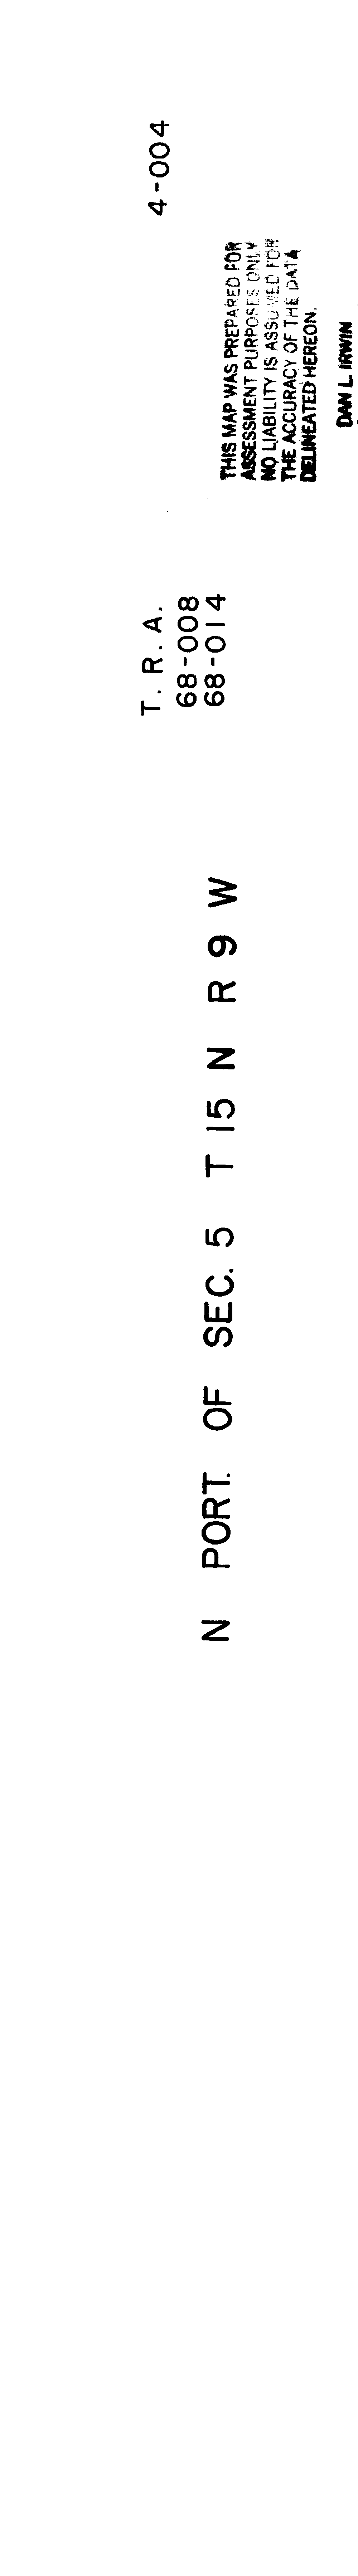 N PORT. OF SEC. 5 T 15 N R 9 W
T. R. A.
68-008
68-014
4-004
THIS MAP WAS PREPARED FOR
ASSESSMENT PURPOSES ONLY
NO LIABILITY IS ASSUMED FOR
THE ACCURACY OF THE DATA
DELINEATED HEREON.
DAN L. IRWIN